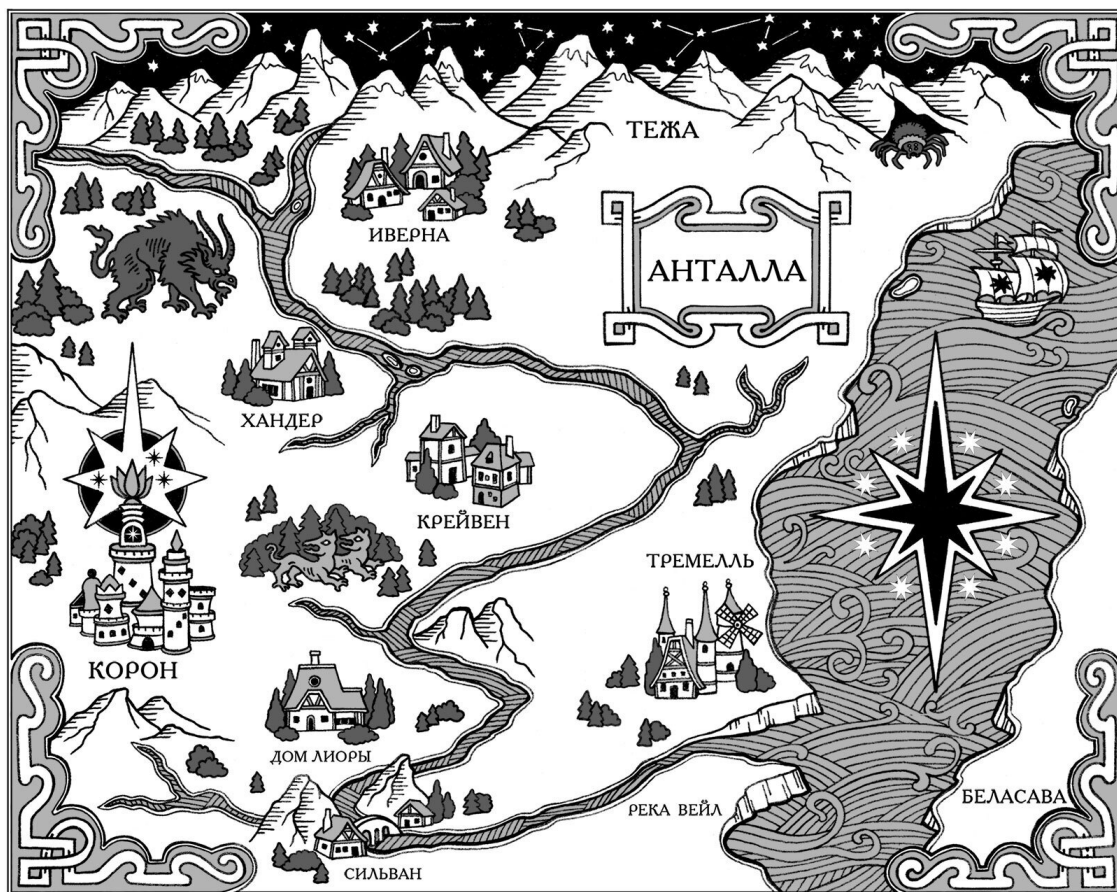 ТЕЖА
ИВЕРНА
АНТАЛЛА
ХАНДЕР
КРЕЙВЕН
ТРЕМЕЛЛЬ
КОРОН
ДОМ ЛИОРЫ
БЕЛАСАВА
РЕКА ВЕЙЛ
СИЛЬВАН